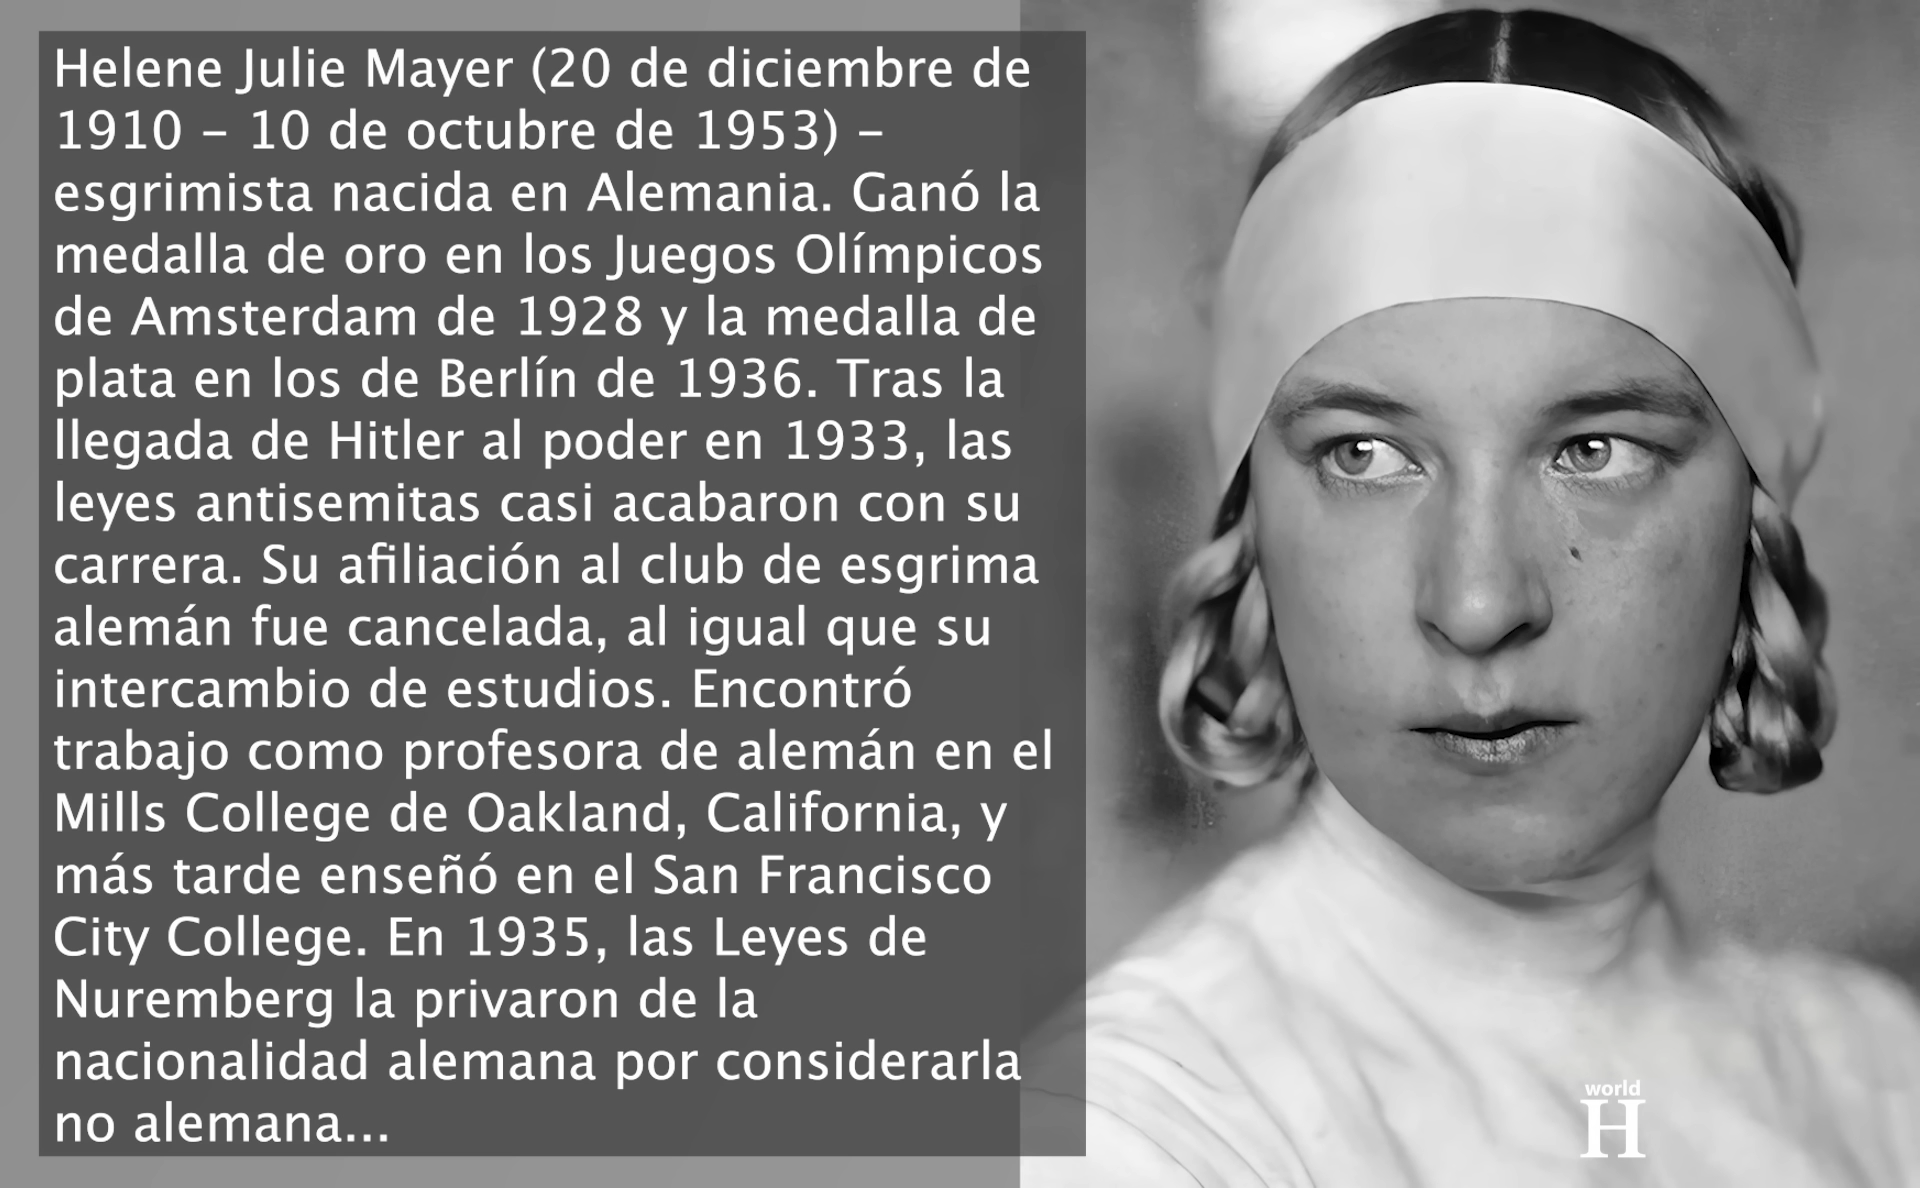 Helene Julie Mayer (20 de diciembre de
1910 – 10 de octubre de 1953) –
esgrimista nacida en Alemania. Ganó la
medalla de oro en los Juegos Olímpicos
de Amsterdam de 1928 y la medalla de
plata en los de Berlín de 1936. Tras la
llegada de Hitler al poder en 1933, las
leyes antisemitas casi acabaron con su
carrera. Su afiliación al club de esgrima
alemán fue cancelada, al igual que su
intercambio de estudios. Encontró
trabajo como profesora de alemán en el
Mills College de Oakland, California, y
más tarde enseñó en el San Francisco
City College. En 1935, las Leyes de
Nuremberg la privaron de la
nacionalidad alemana por considerarla
no alemana...
world
H